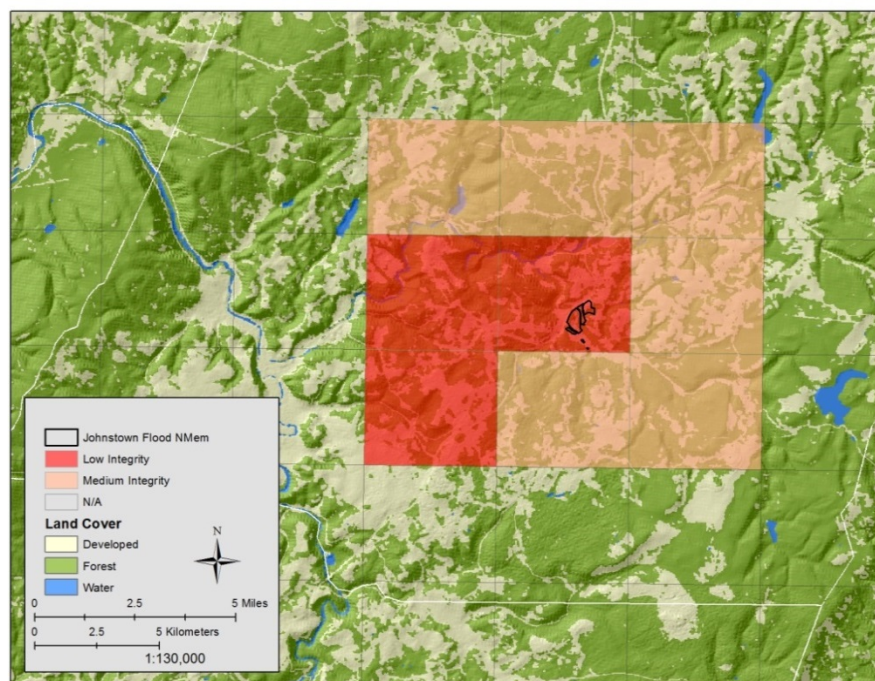 Johnstown Flood NMem
Low Integrity
Medium Integrity
N/A
Land Cover
Developed
Forest
Water
N
0 2.5 5 Miles
0 2.5 5 Kilometers
1:130,000